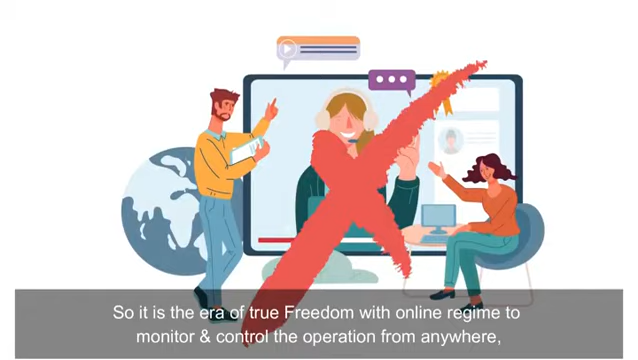 So it is the era of true Freedom with online regime to
monitor & control the operation from anywhere,